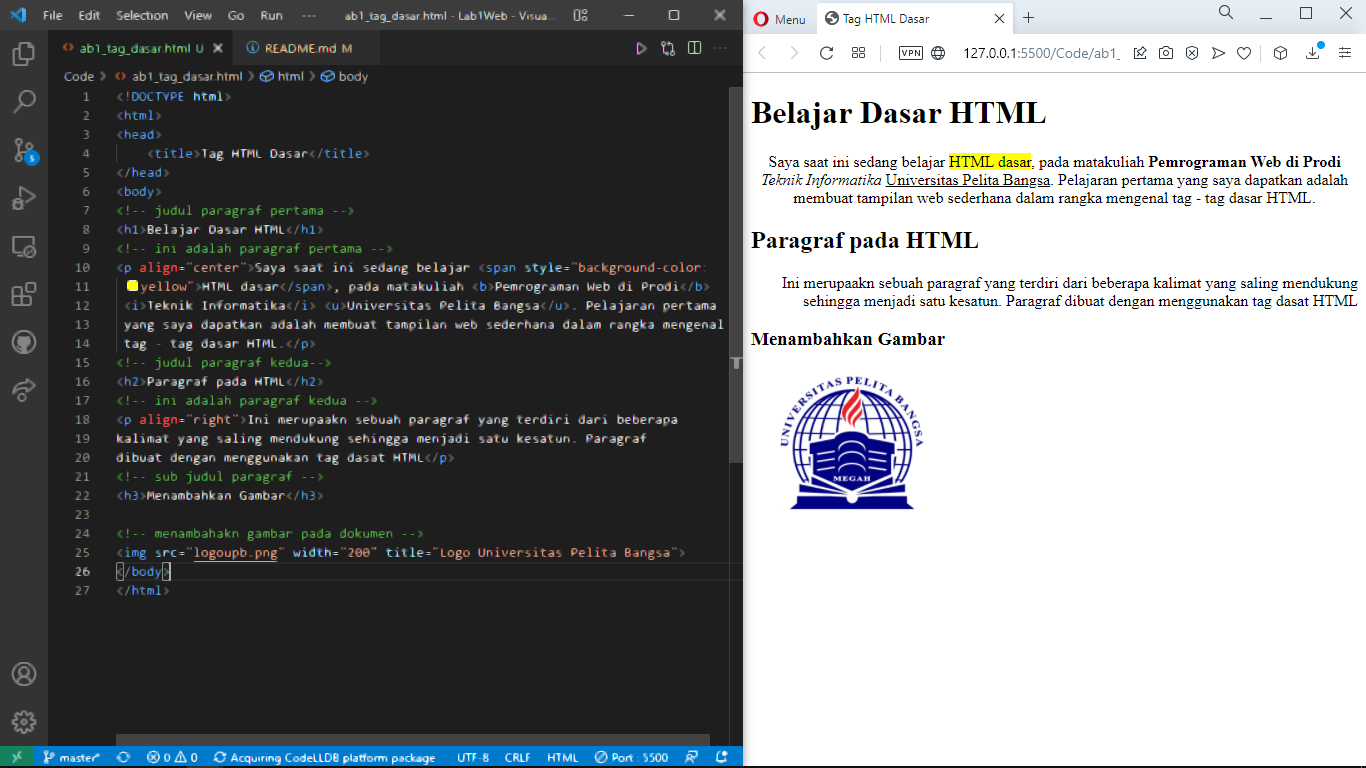 File Edit Selection View Go Run ··· ab1_tag_dasar.html - Lab1Web - Visua...
ab1_tag_dasar.html U README.md M
Code > ab1_tag_dasar.html > html > body
1 <!DOCTYPE html>
2 <html>
3 <head>
4 <title>Tag HTML Dasar</title>
5 </head>
6 <body>
7 <!-- judul paragraf pertama -->
8 <h1>Belajar Dasar HTML</h1>
9 <!-- ini adalah paragraf pertama -->
10 <p align="center">Saya saat ini sedang belajar <span style="background-color:
11 yellow">HTML dasar</span>, pada matakuliah <b>Pemrograman Web di Prodi</b>
12 <i>Teknik Informatika</i> <u>Universitas Pelita Bangsa</u>. Pelajaran pertama
13 yang saya dapatkan adalah membuat tampilan web sederhana dalam rangka mengenal
14 tag - tag dasar HTML.</p>
15 <!-- judul paragraf kedua-->
16 <h2>Paragraf pada HTML</h2>
17 <!-- ini adalah paragraf kedua -->
18 <p align="right">Ini merupaakn sebuah paragraf yang terdiri dari beberapa
19 kalimat yang saling mendukung sehingga menjadi satu kesatun. Paragraf
20 dibuat dengan menggunakan tag dasat HTML</p>
21 <!-- sub judul paragraf -->
22 <h3>Menambahkan Gambar</h3>
23
24 <!-- menambahakn gambar pada dokumen -->
25 <img src="logoupb.png" width="200" title="Logo Universitas Pelita Bangsa">
26 </body>
27 </html>
5
master* 0 0 Acquiring CodeLLDB platform package UTF-8 CRLF HTML Port : 5500
Menu Tag HTML Dasar
VPN 127.0.0.1:5500/Code/ab1_
Belajar Dasar HTML
Saya saat ini sedang belajar HTML dasar, pada matakuliah Pemrograman Web di Prodi
Teknik Informatika Universitas Pelita Bangsa. Pelajaran pertama yang saya dapatkan adalah
membuat tampilan web sederhana dalam rangka mengenal tag - tag dasar HTML.
Paragraf pada HTML
Ini merupaakn sebuah paragraf yang terdiri dari beberapa kalimat yang saling mendukung
sehingga menjadi satu kesatun. Paragraf dibuat dengan menggunakan tag dasat HTML
Menambahkan Gambar
UNIVERSITAS PELITA BANGSA
MEGAH